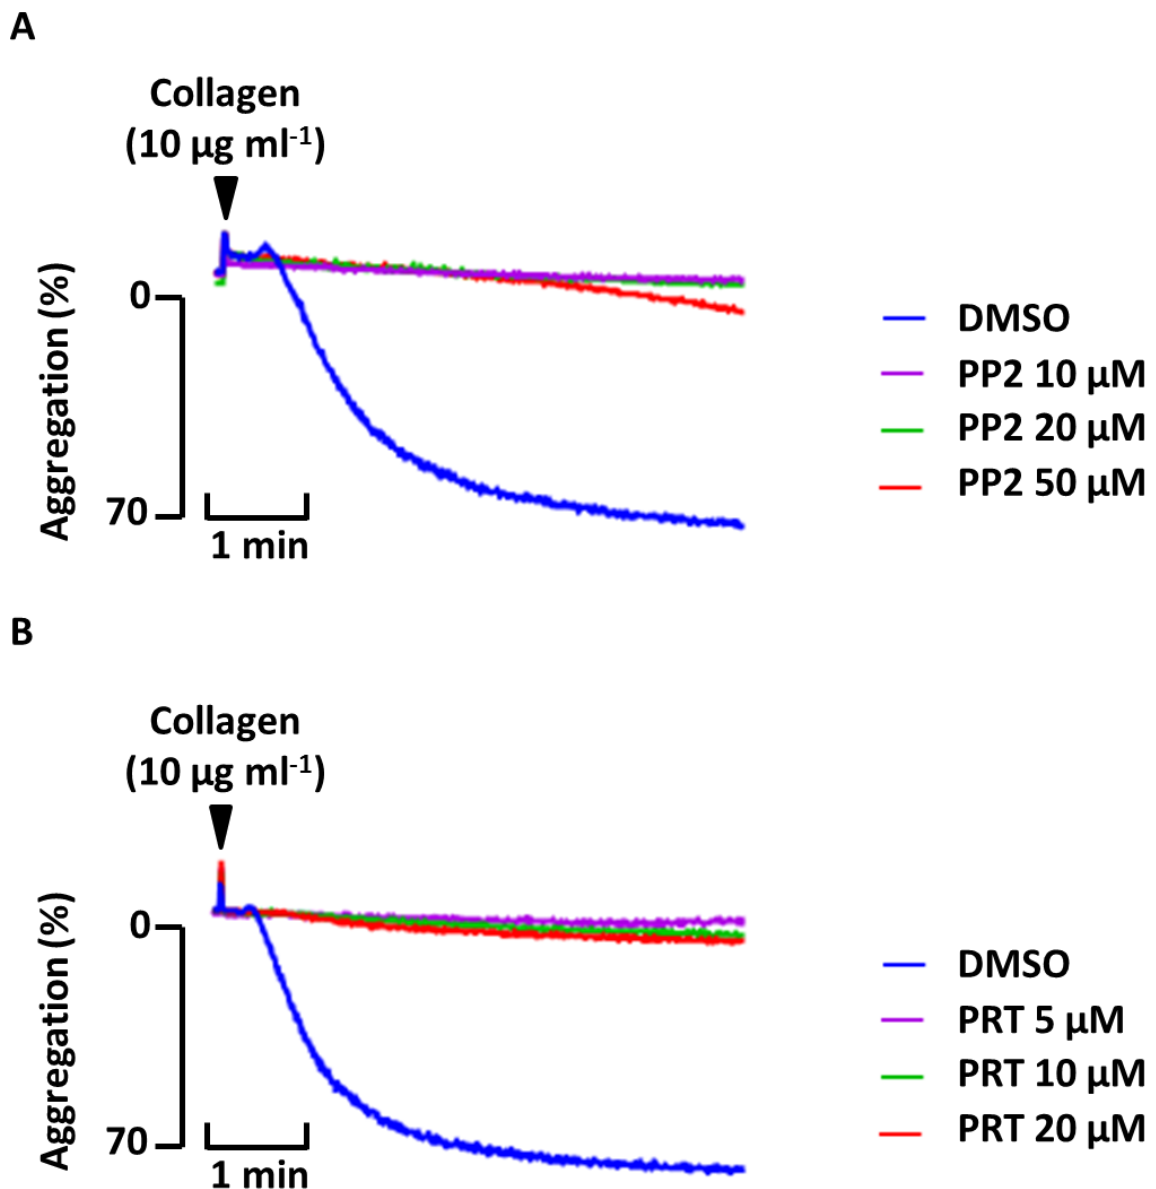 A
Collagen
(10 µg ml⁻¹)
Aggregation (%)
0
70
1 min
DMSO
PP2 10 µM
PP2 20 µM
PP2 50 µM
B
Collagen
(10 µg ml⁻¹)
Aggregation (%)
0
70
1 min
DMSO
PRT 5 µM
PRT 10 µM
PRT 20 µM